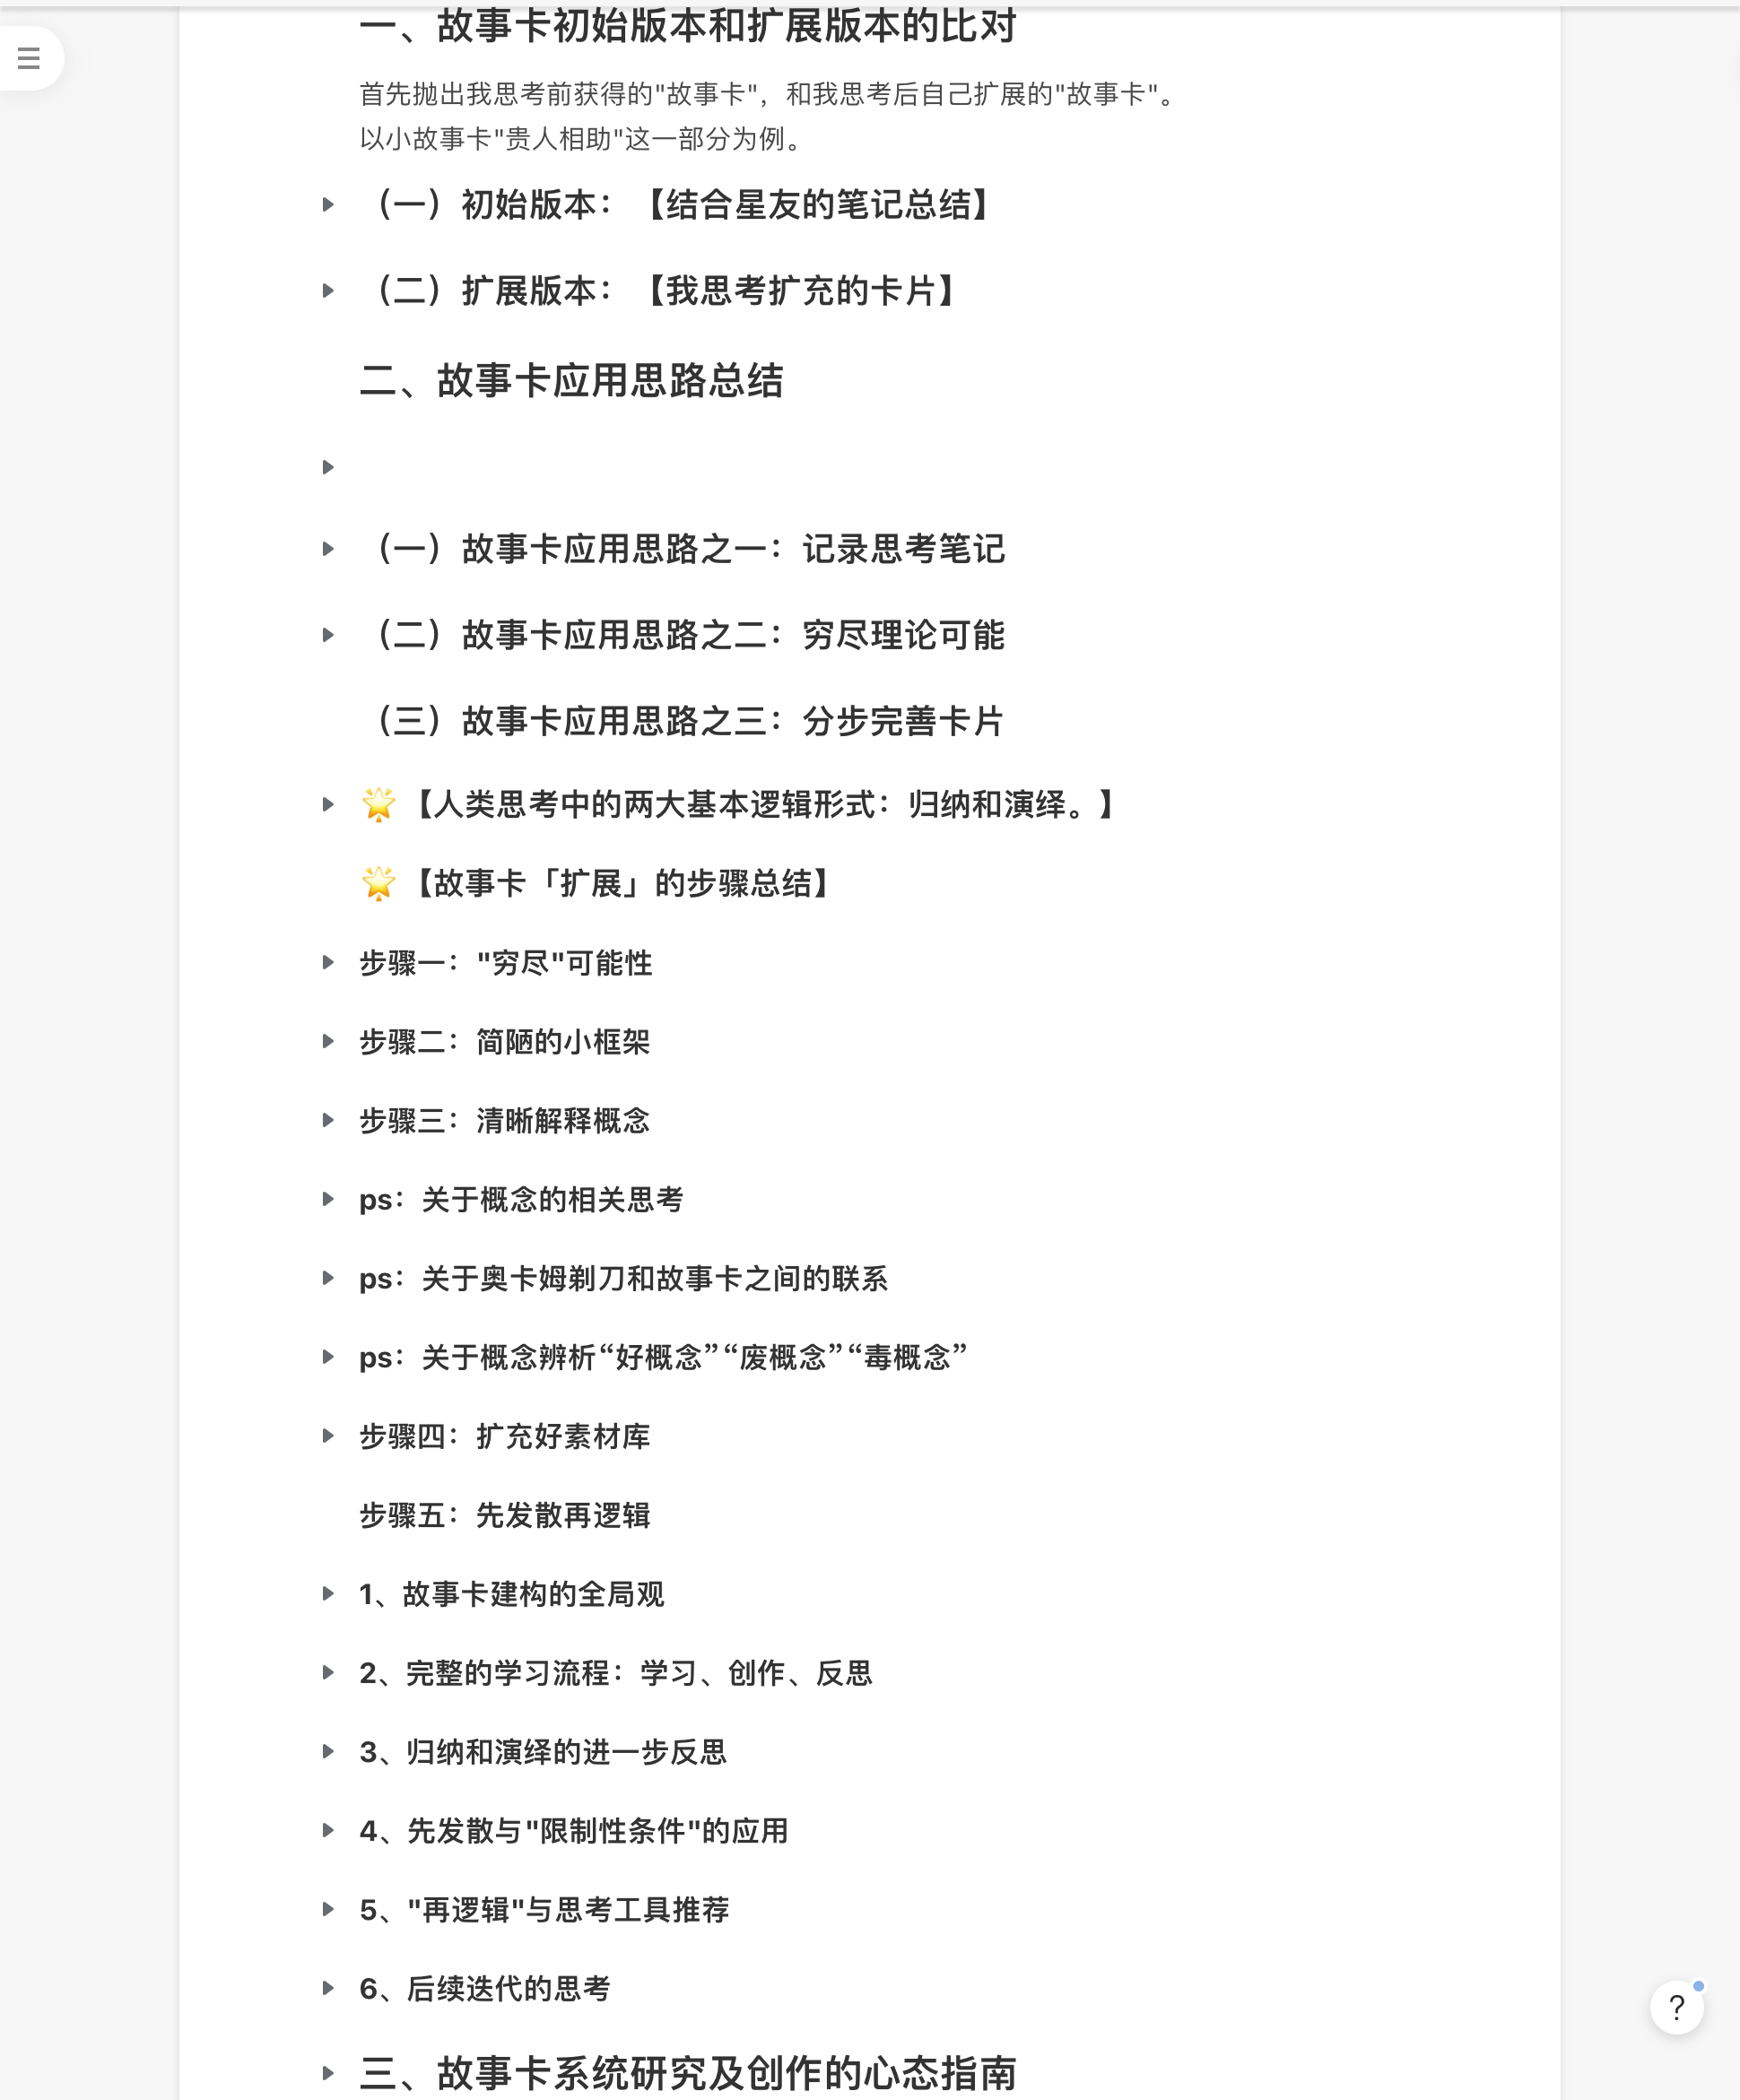 一、故事卡初始版本和扩展版本的比对
首先抛出我思考前获得的"故事卡"，和我思考后自己扩展的"故事卡"。
以小故事卡"贵人相助"这一部分为例。
（一）初始版本：【结合星友的笔记总结】
（二）扩展版本：【我思考扩充的卡片】
二、故事卡应用思路总结
（一）故事卡应用思路之一：记录思考笔记
（二）故事卡应用思路之二：穷尽理论可能
（三）故事卡应用思路之三：分步完善卡片
🌟【人类思考中的两大基本逻辑形式：归纳和演绎。】
🌟【故事卡「扩展」的步骤总结】
步骤一："穷尽"可能性
步骤二：简陋的小框架
步骤三：清晰解释概念
ps：关于概念的相关思考
ps：关于奥卡姆剃刀和故事卡之间的联系
ps：关于概念辨析“好概念”“废概念”“毒概念”
步骤四：扩充好素材库
步骤五：先发散再逻辑
1、故事卡建构的全局观
2、完整的学习流程：学习、创作、反思
3、归纳和演绎的进一步反思
4、先发散与"限制性条件"的应用
5、"再逻辑"与思考工具推荐
6、后续迭代的思考
?
三、故事卡系统研究及创作的心态指南